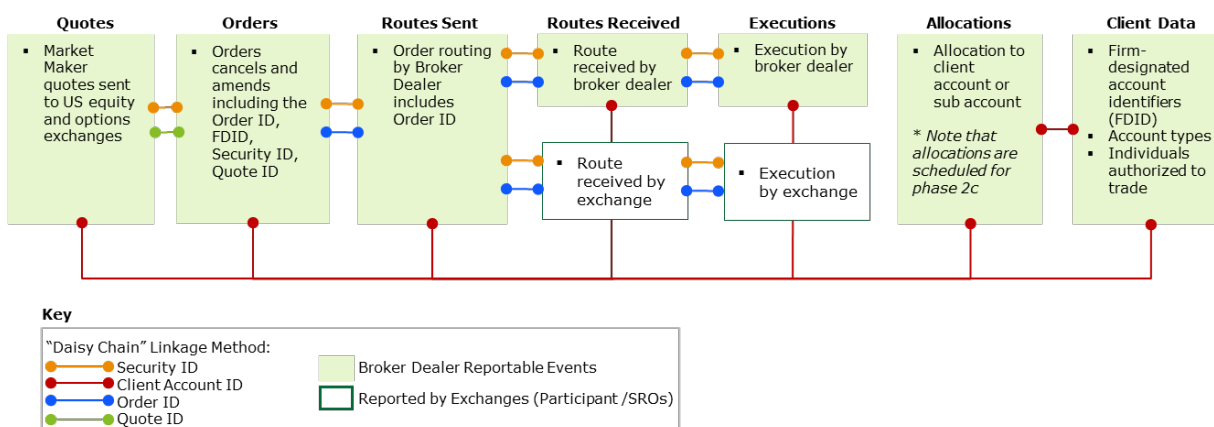 Quotes
▪ Market
Maker
quotes sent
to US equity
and options
exchanges
Orders
▪ Orders
cancels and
amends
including the
Order ID,
FDID,
Security ID,
Quote ID
Routes Sent
▪ Order routing
by Broker
Dealer
includes
Order ID
Routes Received
▪ Route
received by
broker dealer
▪ Route
received by
exchange
Executions
▪ Execution by
broker dealer
▪ Execution
by exchange
Allocations
▪ Allocation to
client
account or
sub account
* Note that
allocations are
scheduled for
phase 2c
Client Data
▪ Firm-
designated
account
identifiers
(FDID)
▪ Account types
▪ Individuals
authorized to
trade
Key
“Daisy Chain” Linkage Method:
Security ID
Client Account ID
Order ID
Quote ID
Broker Dealer Reportable Events
Reported by Exchanges (Participant /SROs)